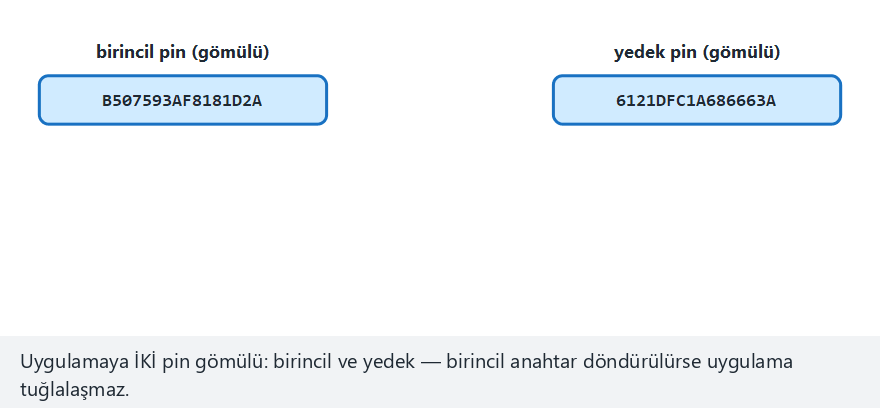 birincil pin (gömülü)
yedek pin (gömülü)
B507593AF8181D2A
6121DFC1A686663A
Uygulamaya İKİ pin gömülü: birincil ve yedek — birincil anahtar döndürülürse uygulama
tuğlalaşmaz.